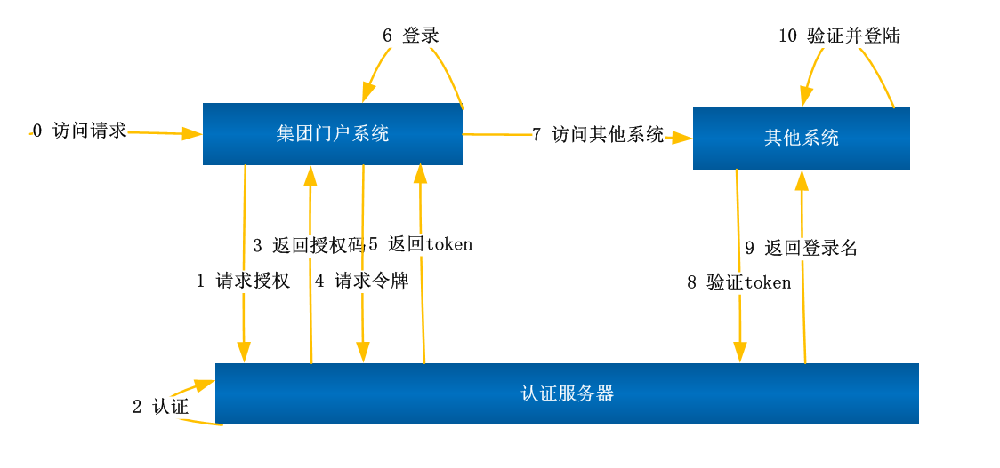 6 登录
10 验证并登陆
0 访问请求
集团门户系统
7 访问其他系统
其他系统
3 返回授权码
5 返回token
9 返回登录名
1 请求授权
4 请求令牌
8 验证token
认证服务器
2 认证